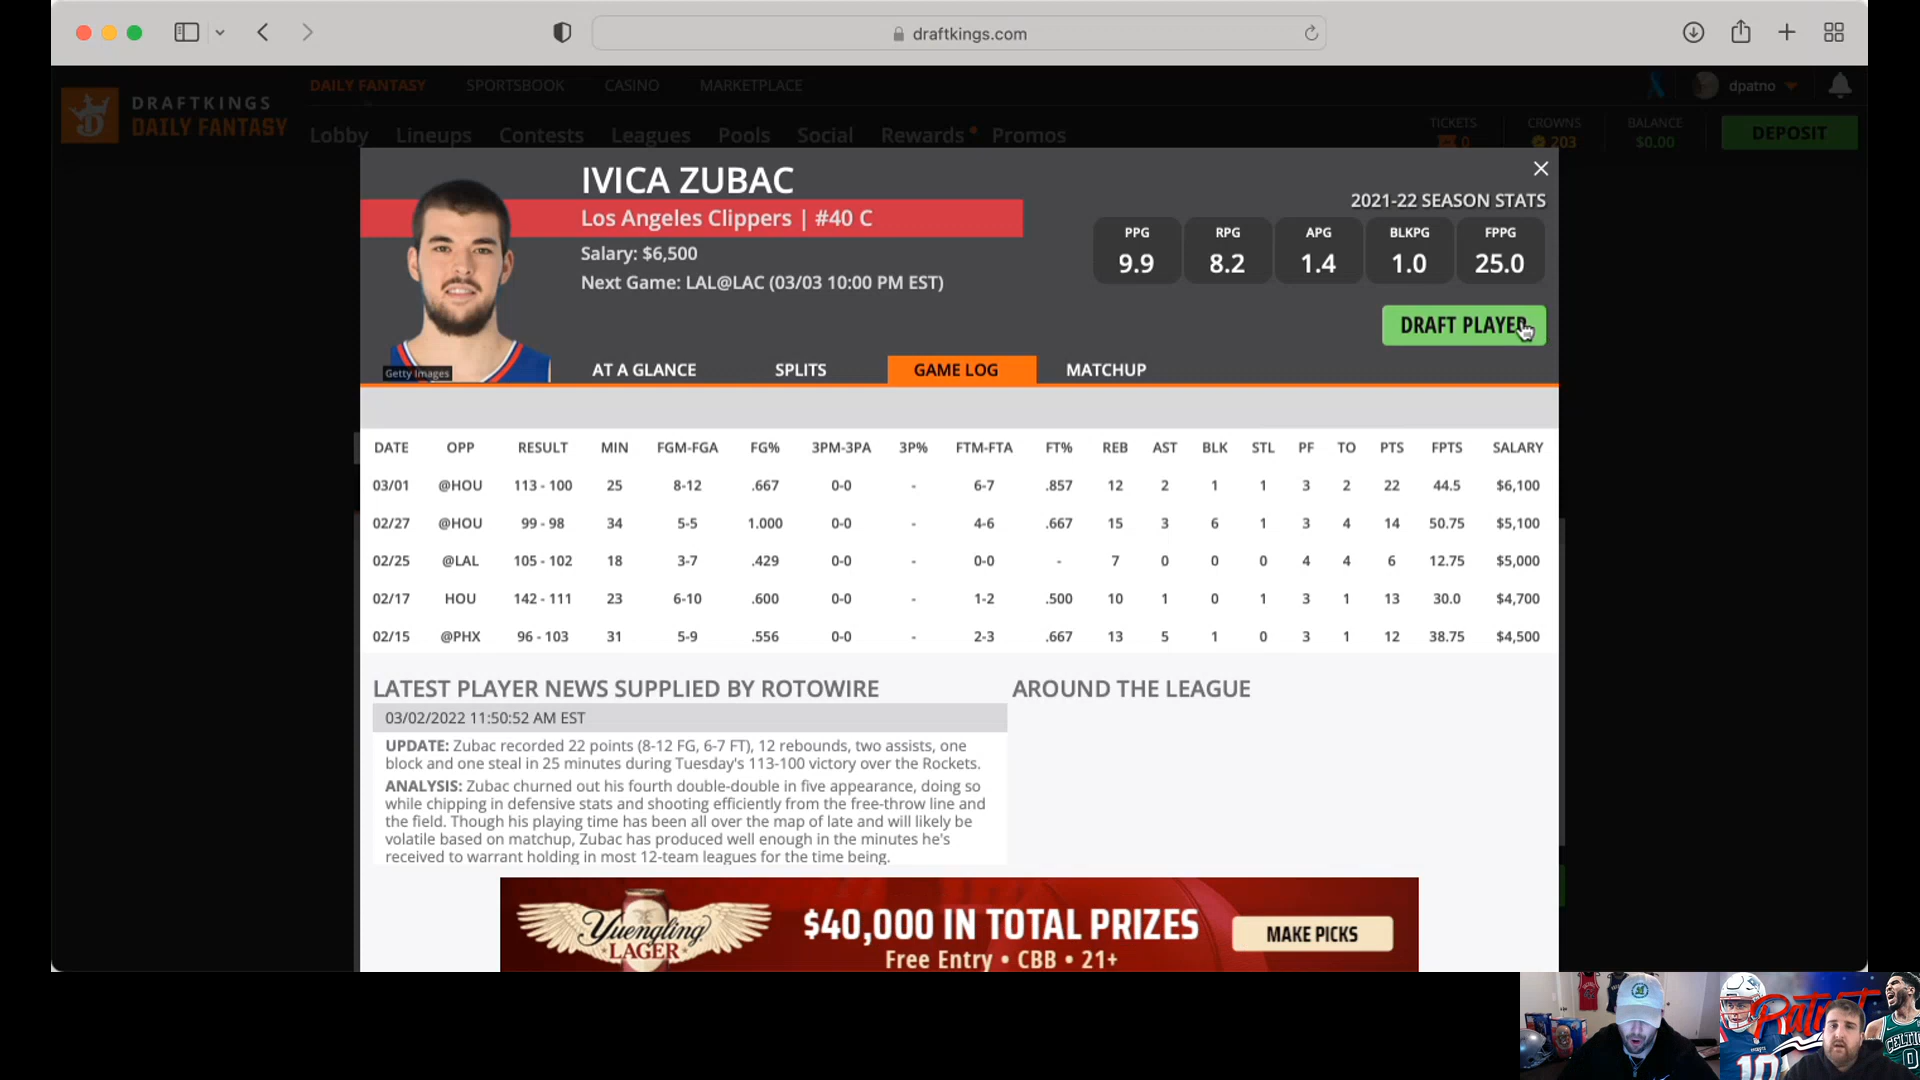 draftkings.com
DRAFTKINGS
DAILY FANTASY
DAILY FANTASY SPORTSBOOK CASINO MARKETPLACE
dpatno
Lobby Lineups Contests Leagues Pools Social Rewards Promos
TICKETS CROWNS BALANCE
0 203 $0.00
DEPOSIT
IVICA ZUBAC
Los Angeles Clippers | #40 C
Salary: $6,500
Next Game: LAL@LAC (03/03 10:00 PM EST)
Getty Images
2021-22 SEASON STATS
PPG RPG APG BLKPG FPPG
9.9 8.2 1.4 1.0 25.0
DRAFT PLAYER
AT A GLANCE SPLITS GAME LOG MATCHUP
DATE OPP RESULT MIN FGM-FGA FG% 3PM-3PA 3P% FTM-FTA FT% REB AST BLK STL PF TO PTS FPTS SALARY
03/01 @HOU 113 - 100 25 8-12 .667 0-0 - 6-7 .857 12 2 1 1 3 2 22 44.5 $6,100
02/27 @HOU 99 - 98 34 5-5 1.000 0-0 - 4-6 .667 15 3 6 1 3 4 14 50.75 $5,100
02/25 @LAL 105 - 102 18 3-7 .429 0-0 - 0-0 - 7 0 0 0 4 4 6 12.75 $5,000
02/17 HOU 142 - 111 23 6-10 .600 0-0 - 1-2 .500 10 1 0 1 3 1 13 30.0 $4,700
02/15 @PHX 96 - 103 31 5-9 .556 0-0 - 2-3 .667 13 5 1 0 3 1 12 38.75 $4,500
LATEST PLAYER NEWS SUPPLIED BY ROTOWIRE
03/02/2022 11:50:52 AM EST
UPDATE: Zubac recorded 22 points (8-12 FG, 6-7 FT), 12 rebounds, two assists, one
block and one steal in 25 minutes during Tuesday's 113-100 victory over the Rockets.
ANALYSIS: Zubac churned out his fourth double-double in five appearance, doing so
while chipping in defensive stats and shooting efficiently from the free-throw line and
the field. Though his playing time has been all over the map of late and will likely be
volatile based on matchup, Zubac has produced well enough in the minutes he's
received to warrant holding in most 12-team leagues for the time being.
AROUND THE LEAGUE
Yuengling
LAGER
$40,000 IN TOTAL PRIZES
Free Entry • CBB • 21+
MAKE PICKS
CELTIC
0
10